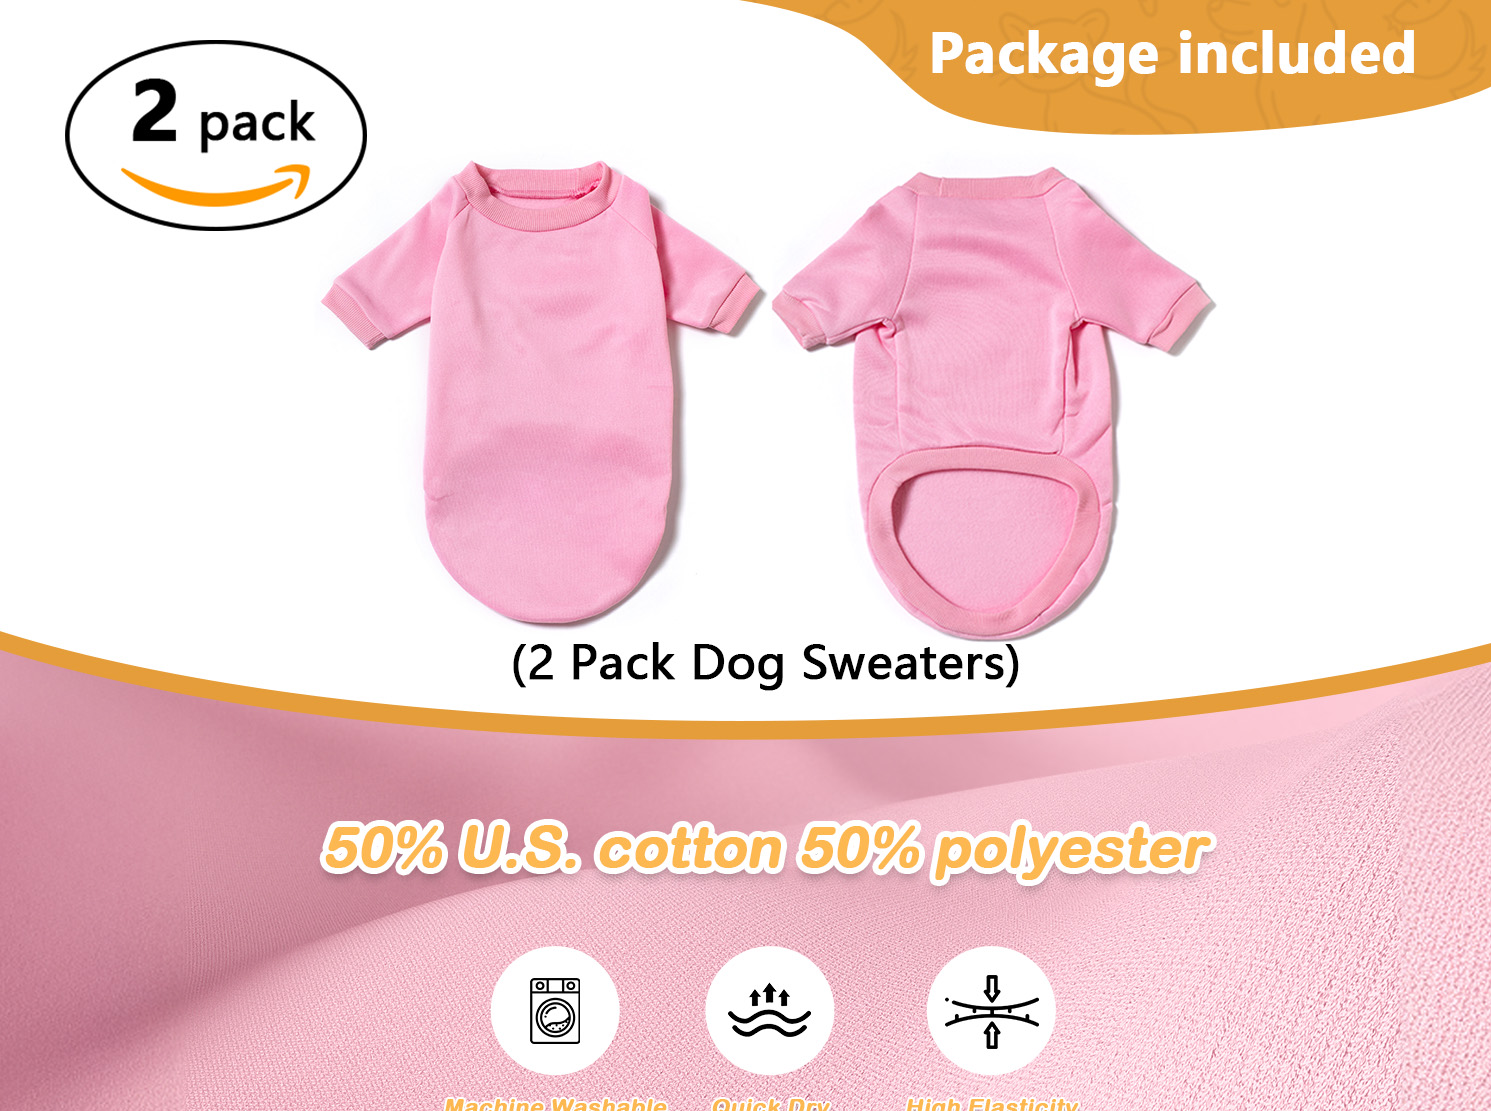 Package included
2 pack
(2 Pack Dog Sweaters)
50% U.S. cotton 50% polyester
Machine Washable
Quick Dry
High Elasticity